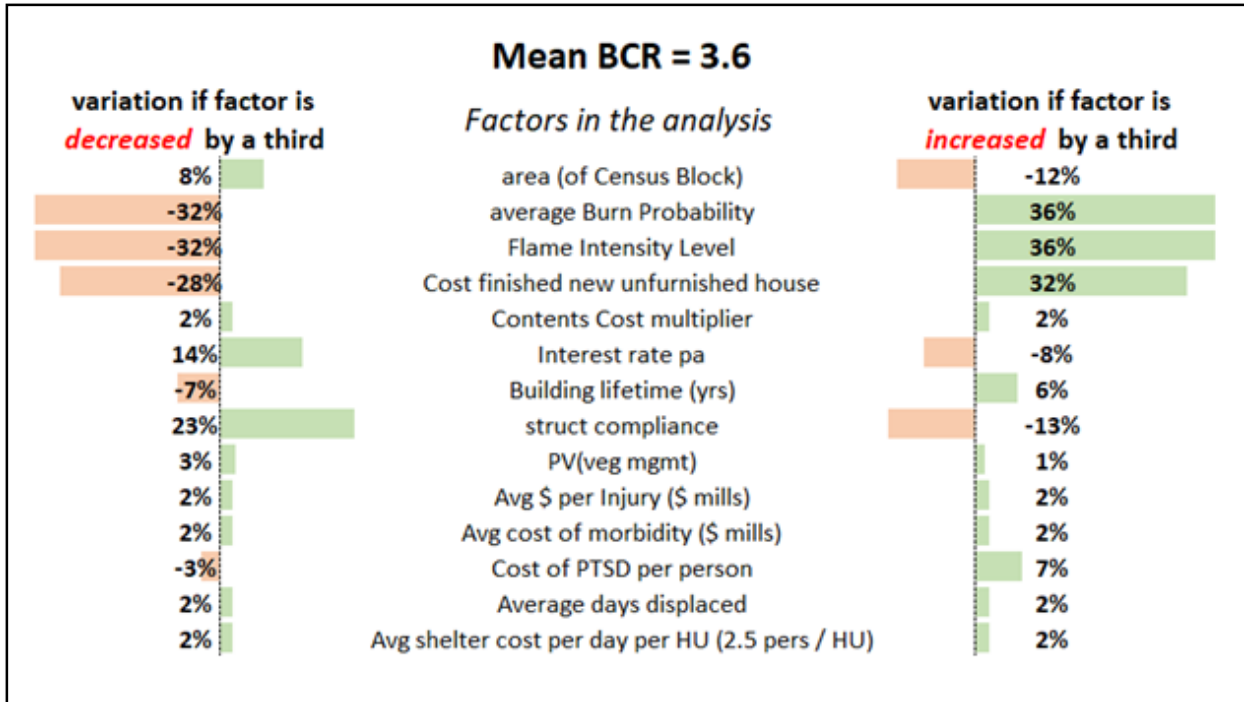 Mean BCR = 3.6
variation if factor is
decreased by a third
Factors in the analysis
variation if factor is
increased by a third
8% area (of Census Block) -12%
-32% average Burn Probability 36%
-32% Flame Intensity Level 36%
-28% Cost finished new unfurnished house 32%
2% Contents Cost multiplier 2%
14% Interest rate pa -8%
-7% Building lifetime (yrs) 6%
23% struct compliance -13%
3% PV(veg mgmt) 1%
2% Avg $ per Injury ($ mills) 2%
2% Avg cost of morbidity ($ mills) 2%
-3% Cost of PTSD per person 7%
2% Average days displaced 2%
2% Avg shelter cost per day per HU (2.5 pers / HU) 2%